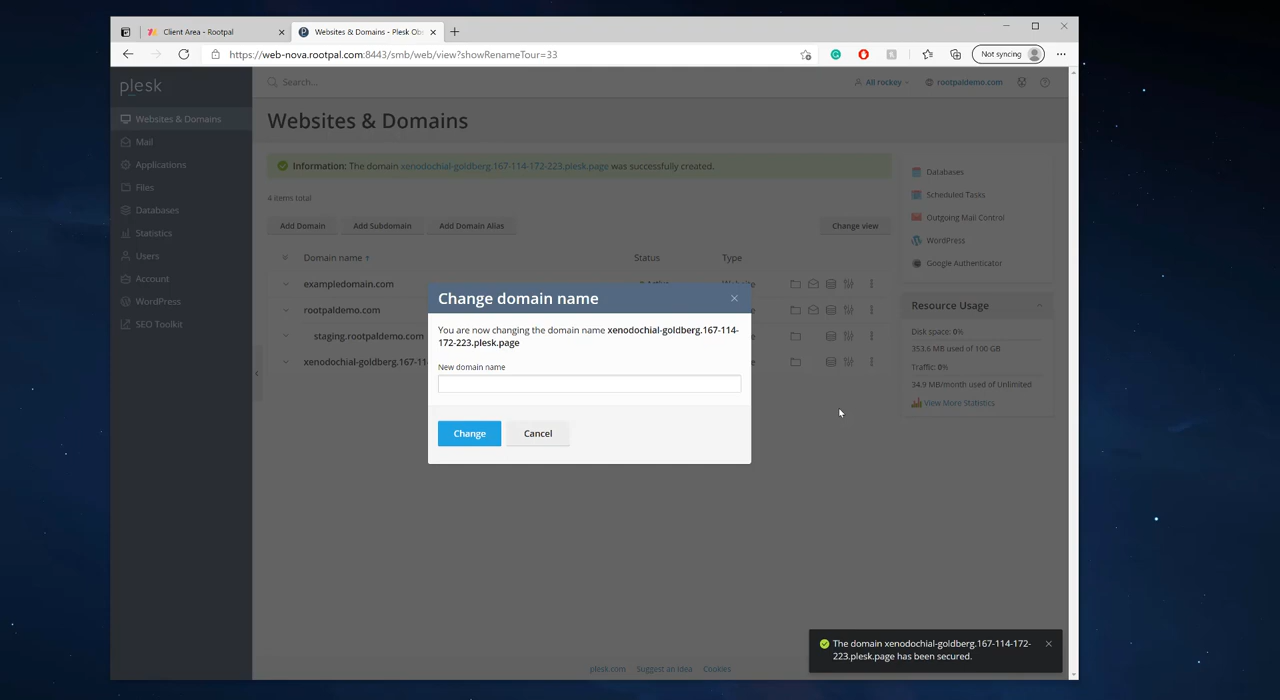 Client Area - Rootpal
Websites & Domains - Plesk Obs
https://web-nova.rootpal.com:8443/smb/web/view?showRenameTour=33
Not syncing
plesk
Search...
All rockey
rootpaldemo.com
Websites & Domains
Mail
Applications
Files
Databases
Statistics
Users
Account
WordPress
SEO Toolkit
Websites & Domains
Information: The domain xenodochial-goldberg.167-114-172-223.plesk.page was successfully created.
4 items total
Add Domain Add Subdomain Add Domain Alias Change view
Domain name Status Type
exampledomain.com
rootpaldemo.com
staging.rootpaldemo.com
xenodochial-goldberg.167-11
Change domain name
You are now changing the domain name xenodochial-goldberg.167-114-
172-223.plesk.page
New domain name
Change Cancel
Databases
Scheduled Tasks
Outgoing Mail Control
WordPress
Google Authenticator
Resource Usage
Disk space: 0%
353.6 MB used of 100 GB
Traffic: 0%
34.9 MB/month used of Unlimited
View More Statistics
plesk.com Suggest an Idea Cookies
The domain xenodochial-goldberg.167-114-172-
223.plesk.page has been secured.